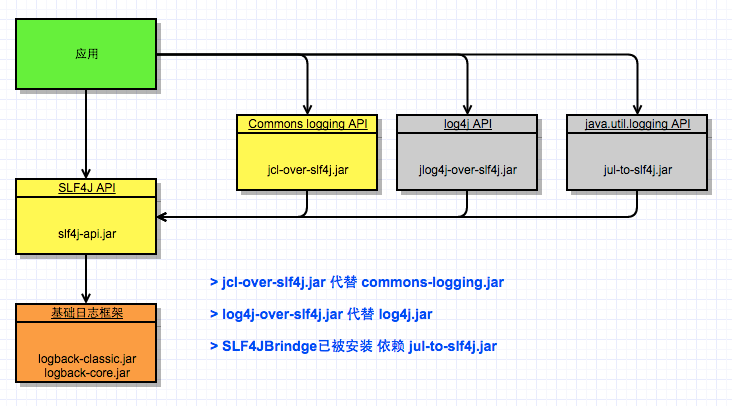 应用
Commons logging API
jcl-over-slf4j.jar
log4j API
jlog4j-over-slf4j.jar
java.util.logging API
jul-to-slf4j.jar
SLF4J API
slf4j-api.jar
> jcl-over-slf4j.jar 代替 commons-logging.jar
> log4j-over-slf4j.jar 代替 log4j.jar
> SLF4JBrindge已被安装 依赖 jul-to-slf4j.jar
基础日志框架
logback-classic.jar
logback-core.jar